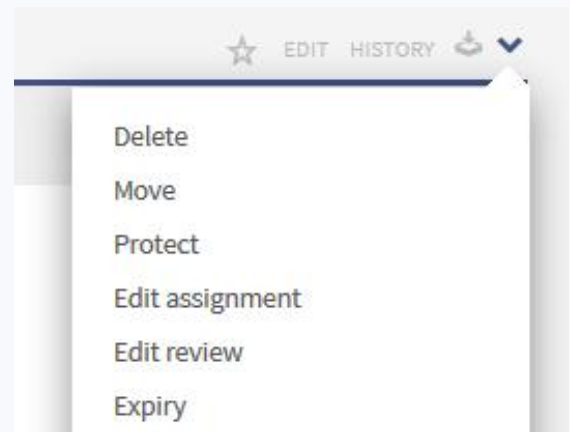 EDIT HISTORY
Delete
Move
Protect
Edit assignment
Edit review
Expiry